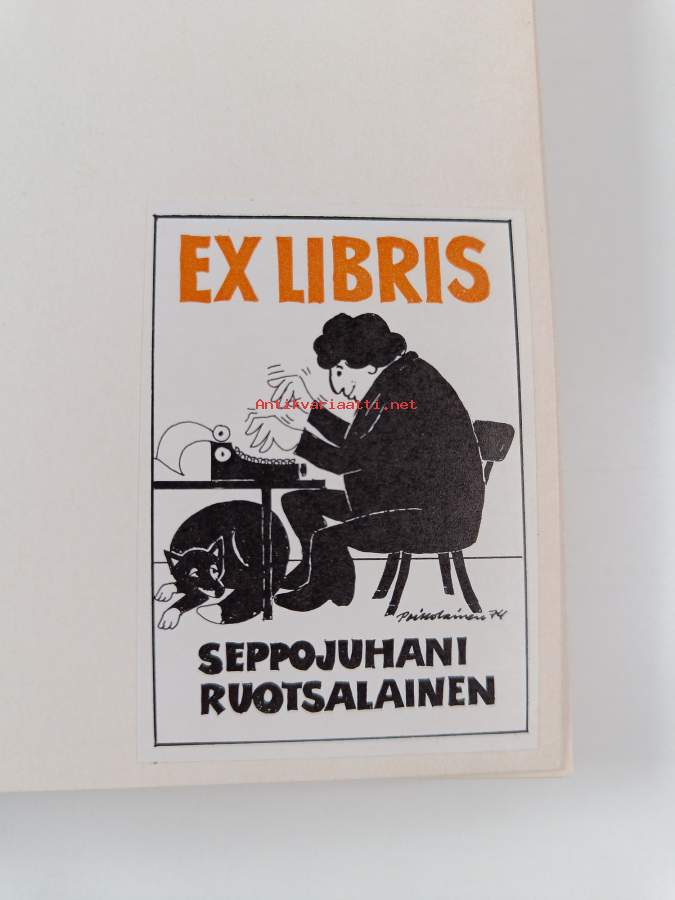 EX LIBRIS
Antikvariaatti.net
SEPPOJUHANI
RUOTSALAINEN